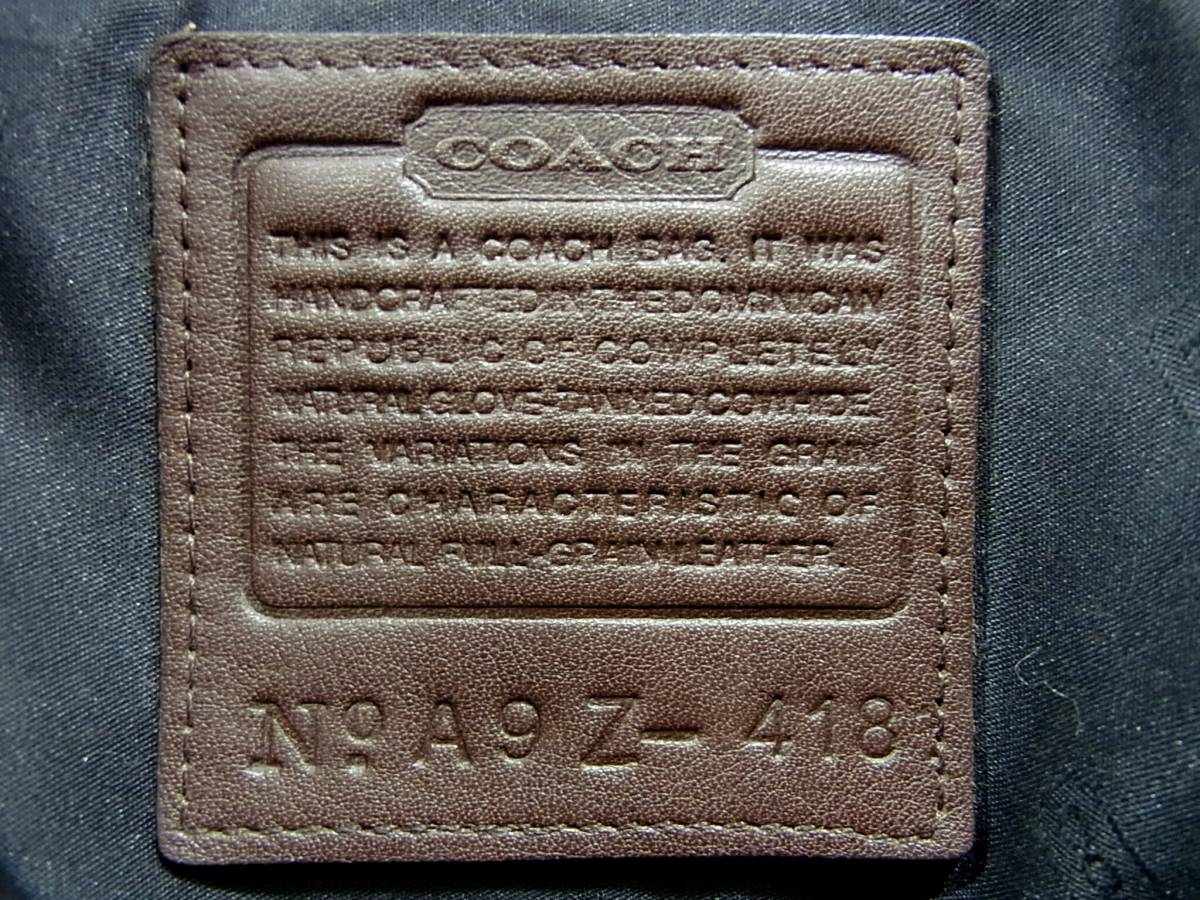 COACH
THIS IS A COACH BAG. IT WAS
HANDCRAFTED IN THE DOMINICAN
REPUBLIC OF COMPLETELY
NATURAL GLOVE-TANNED COWHIDE.
THE VARIATIONS IN THE GRAIN
ARE CHARACTERISTIC OF
NATURAL FULL-GRAIN LEATHER.
Nº A9Z-418